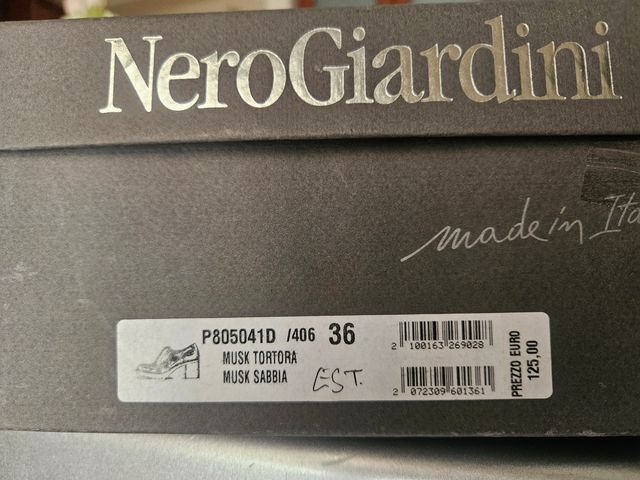 NeroGiardini
made in Ita
P805041D /406 36
MUSK TORTORA
MUSK SABBIA
EST.
2 100163 269028
2 072309 601361
PREZZO EURO
125,00